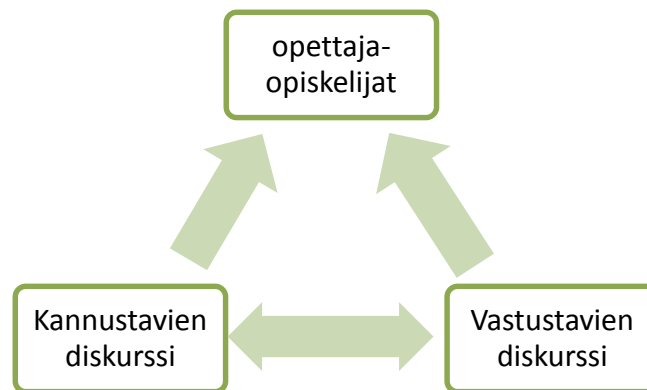 opettaja-
opiskelijat
Kannustavien
diskurssi
Vastustavien
diskurssi